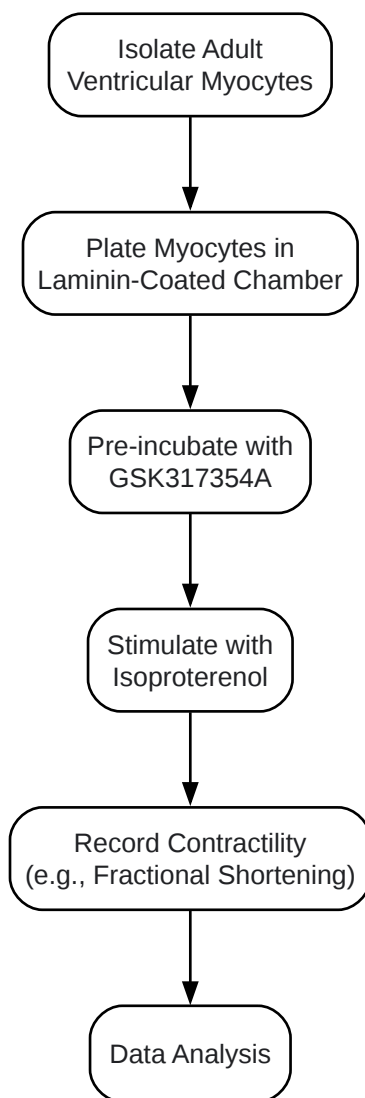 Isolate Adult
Ventricular Myocytes
Plate Myocytes in
Laminin-Coated Chamber
Pre-incubate with
GSK317354A
Stimulate with
Isoproterenol
Record Contractility
(e.g., Fractional Shortening)
Data Analysis